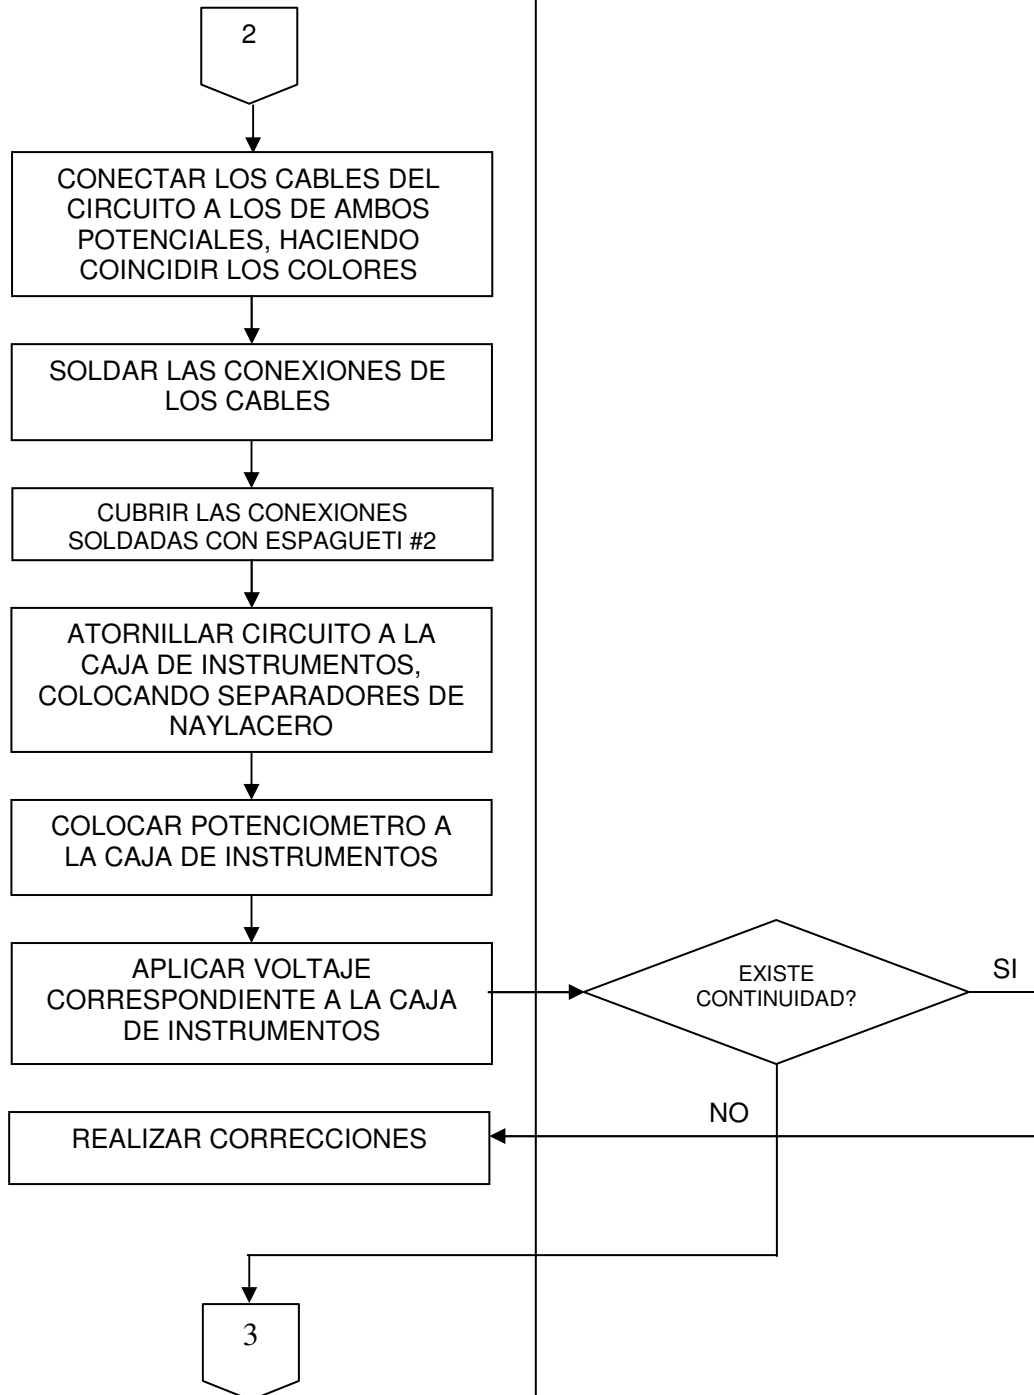 2
CONECTAR LOS CABLES DEL
CIRCUITO A LOS DE AMBOS
POTENCIALES, HACIENDO
COINCIDIR LOS COLORES
SOLDAR LAS CONEXIONES DE
LOS CABLES
CUBRIR LAS CONEXIONES
SOLDADAS CON ESPAGUETI #2
ATORNILLAR CIRCUITO A LA
CAJA DE INSTRUMENTOS,
COLOCANDO SEPARADORES DE
NAYLACERO
COLOCAR POTENCIOMETRO A
LA CAJA DE INSTRUMENTOS
APLICAR VOLTAJE
CORRESPONDIENTE A LA CAJA
DE INSTRUMENTOS
EXISTE
CONTINUIDAD?
SI
NO
REALIZAR CORRECCIONES
3